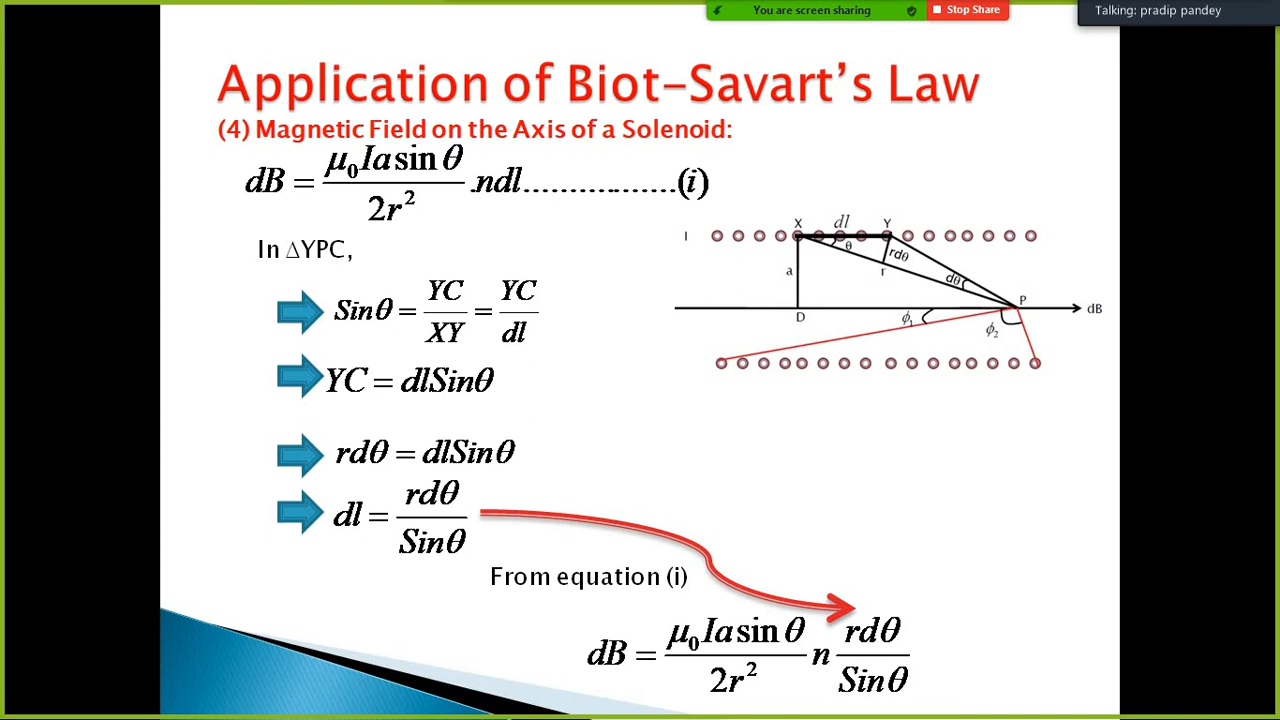 You are screen sharing
Stop Share
Talking: pradip pandey
Application of Biot-Savart's Law
(4) Magnetic Field on the Axis of a Solenoid:
dB = μ₀Ia sin θ / 2r² .ndl..................(i)
In ΔYPC,
Sinθ = YC / XY = YC / dl
YC = dlSinθ
rdθ = dlSinθ
dl = rdθ / Sinθ
From equation (i)
dB = μ₀Ia sin θ / 2r² n rdθ / Sinθ
X dl Y
I
θ rdθ
a r dθ
P
D ϕ₁ ϕ₂ dB